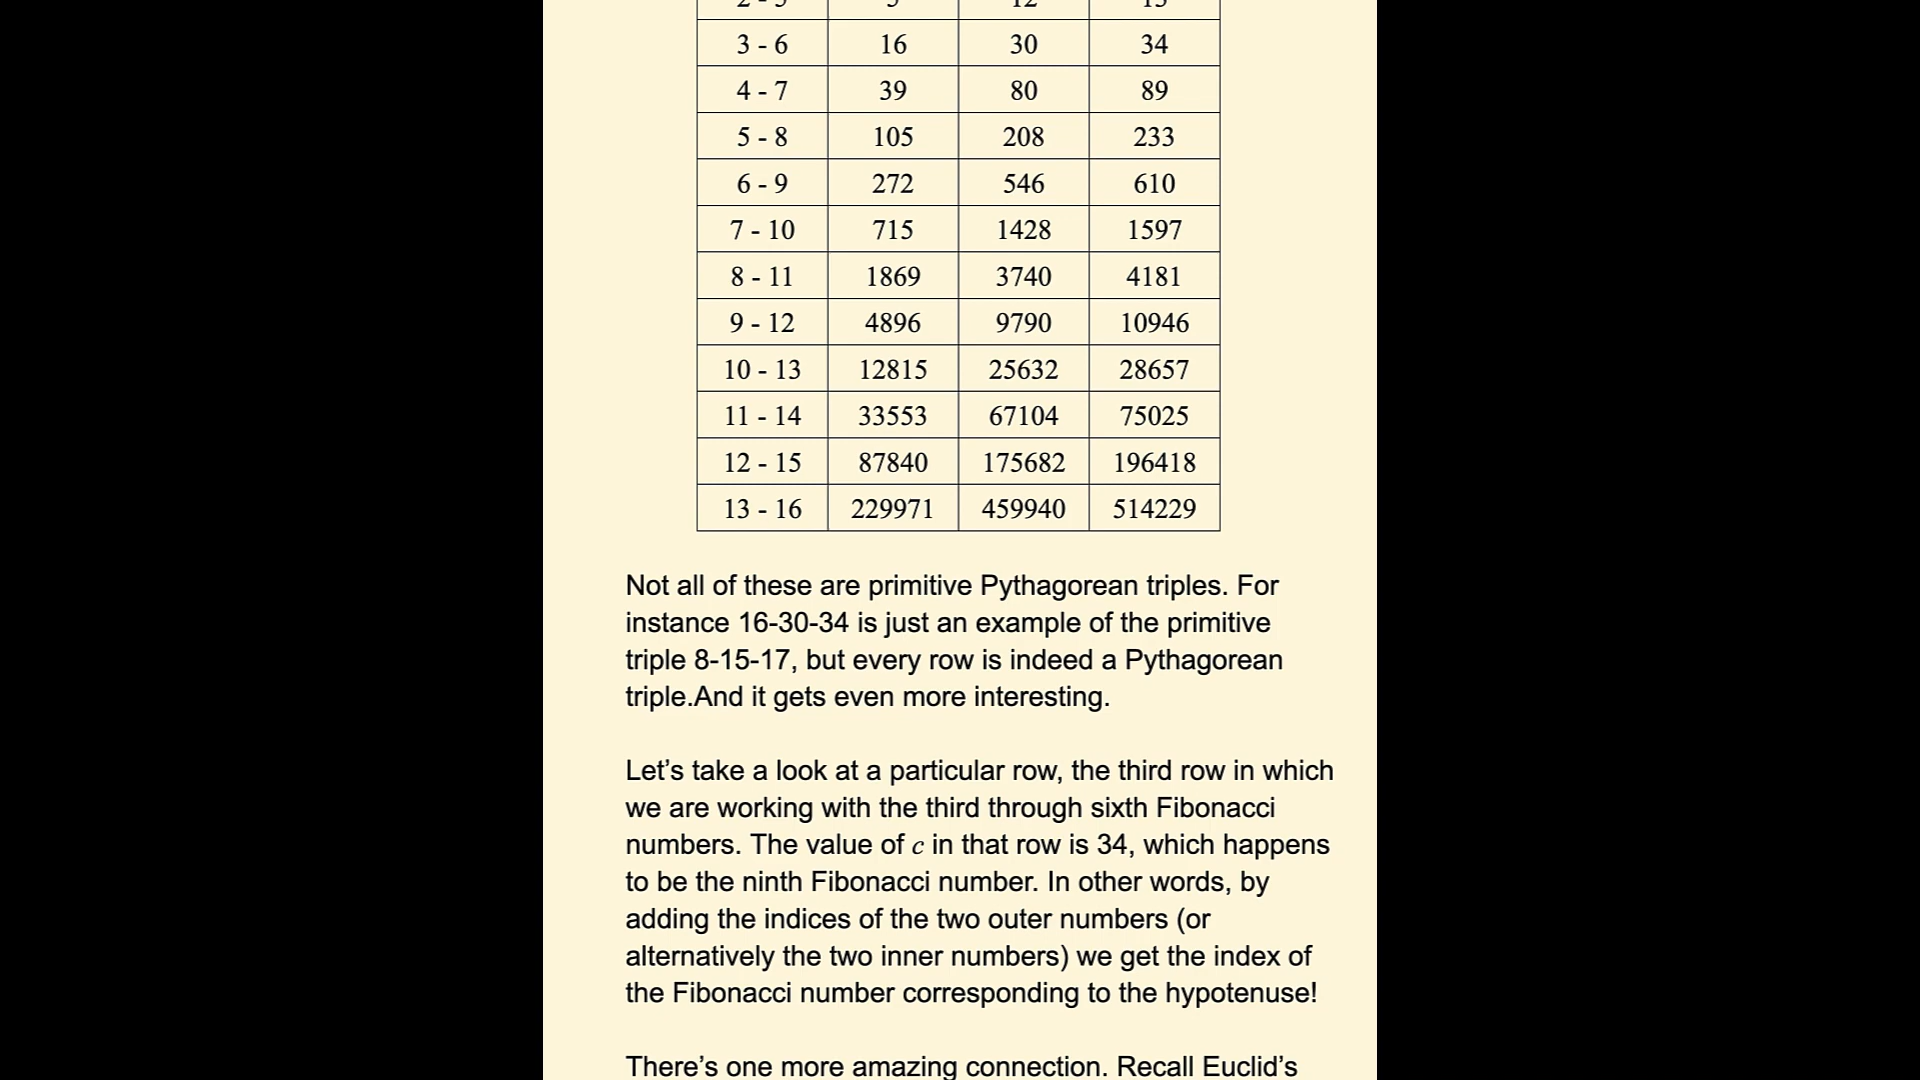 2 - 5 5 12 13
3 - 6 16 30 34
4 - 7 39 80 89
5 - 8 105 208 233
6 - 9 272 546 610
7 - 10 715 1428 1597
8 - 11 1869 3740 4181
9 - 12 4896 9790 10946
10 - 13 12815 25632 28657
11 - 14 33553 67104 75025
12 - 15 87840 175682 196418
13 - 16 229971 459940 514229
Not all of these are primitive Pythagorean triples. For
instance 16-30-34 is just an example of the primitive
triple 8-15-17, but every row is indeed a Pythagorean
triple.And it gets even more interesting.
Let’s take a look at a particular row, the third row in which
we are working with the third through sixth Fibonacci
numbers. The value of c in that row is 34, which happens
to be the ninth Fibonacci number. In other words, by
adding the indices of the two outer numbers (or
alternatively the two inner numbers) we get the index of
the Fibonacci number corresponding to the hypotenuse!
There’s one more amazing connection. Recall Euclid’s